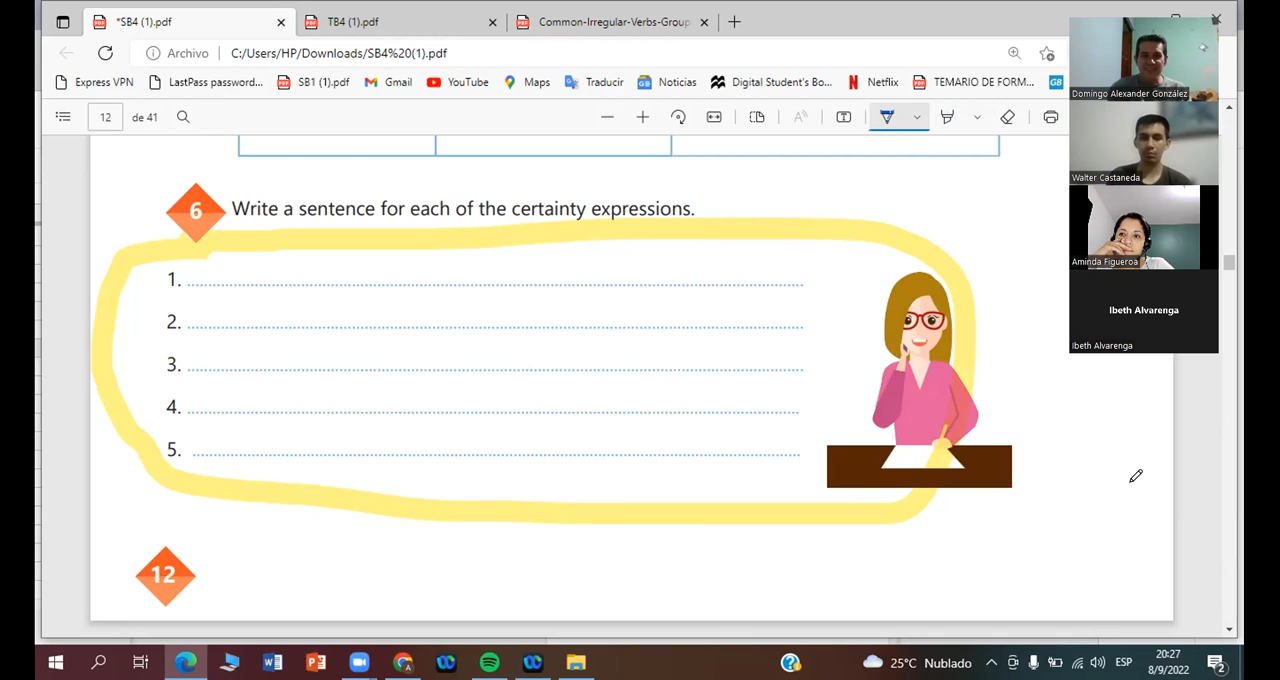 *SB4 (1).pdf
TB4 (1).pdf
Common-Irregular-Verbs-Group
Archivo
C:/Users/HP/Downloads/SB4%20(1).pdf
Express VPN
LastPass password...
SB1 (1).pdf
Gmail
YouTube
Maps
Traducir
Noticias
Digital Student's Bo...
Netflix
TEMARIO DE FORM...
GB
12
de 41
6
Write a sentence for each of the certainty expressions.
1.
2.
3.
4.
5.
12
Domingo Alexander González
Walter Castaneda
Aminda Figueroa
Ibeth Alvarenga
Ibeth Alvarenga
25°C Nublado
ESP
20:27
8/9/2022
2